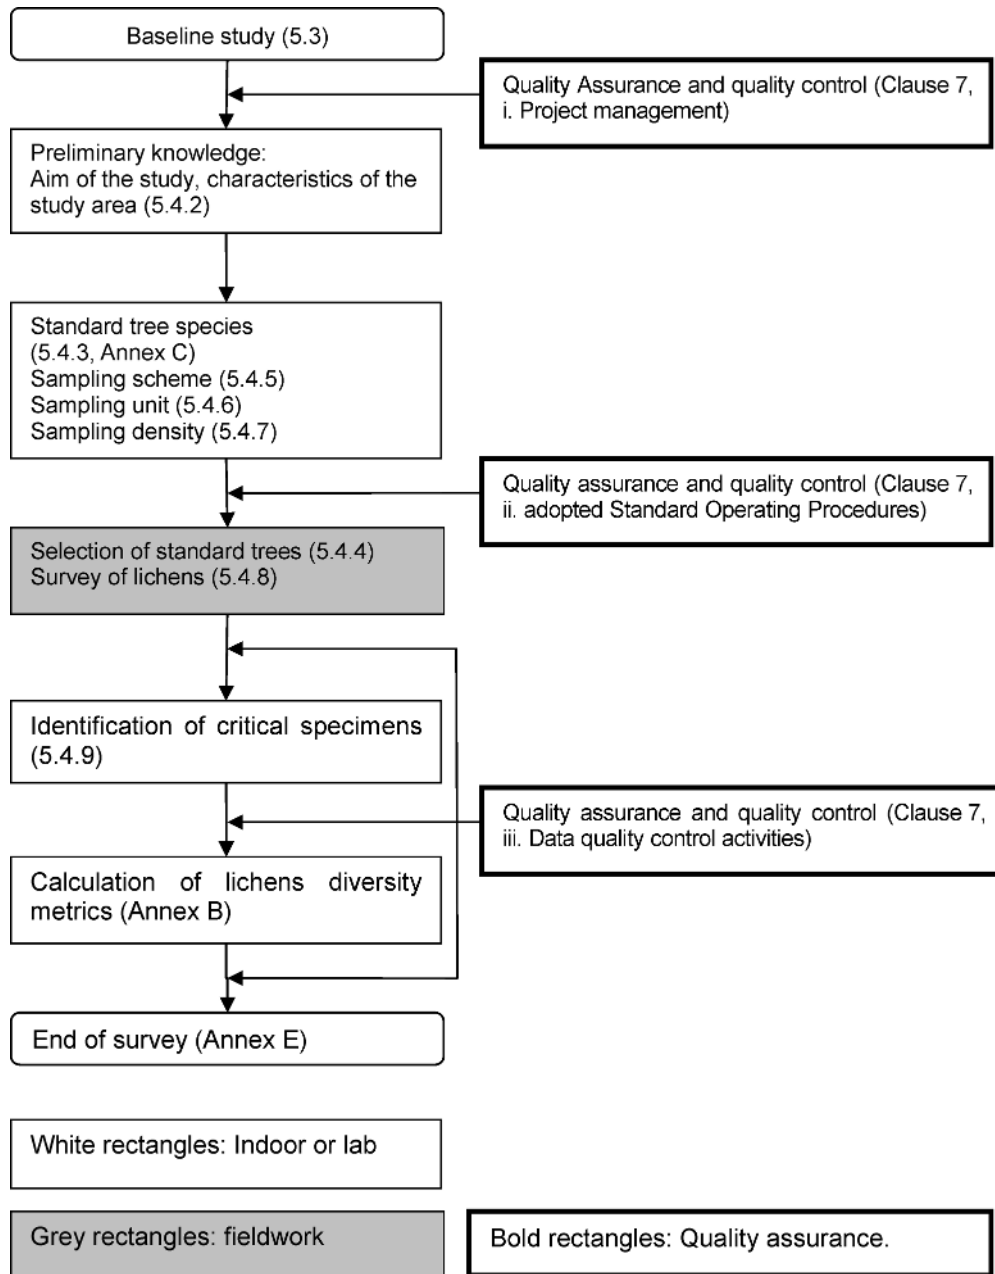 Baseline study (5.3)
Quality Assurance and quality control (Clause 7,
i. Project management)
Preliminary knowledge:
Aim of the study, characteristics of the
study area (5.4.2)
Standard tree species
(5.4.3, Annex C)
Sampling scheme (5.4.5)
Sampling unit (5.4.6)
Sampling density (5.4.7)
Quality assurance and quality control (Clause 7,
ii. adopted Standard Operating Procedures)
Selection of standard trees (5.4.4)
Survey of lichens (5.4.8)
Identification of critical specimens
(5.4.9)
Quality assurance and quality control (Clause 7,
iii. Data quality control activities)
Calculation of lichens diversity
metrics (Annex B)
End of survey (Annex E)
White rectangles: Indoor or lab
Grey rectangles: fieldwork
Bold rectangles: Quality assurance.